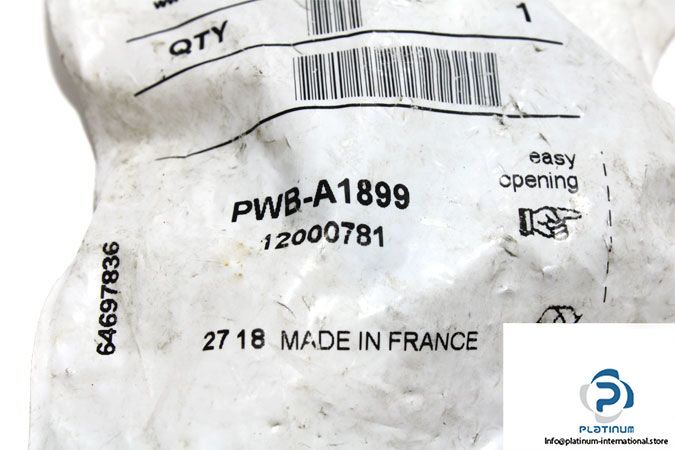 QTY
1
easy
opening
PWB-A1899
12000781
64697836
27 18 MADE IN FRANCE
PLATINUM
Info@platinum-international.store